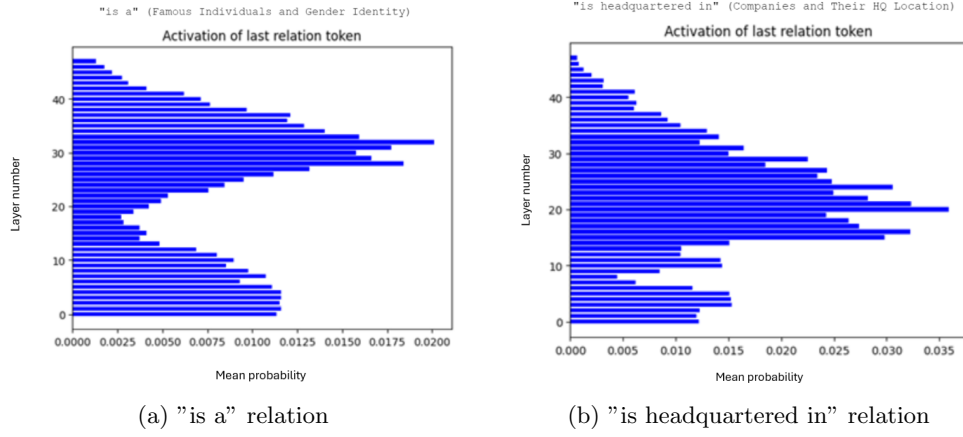 "is a" (Famous Individuals and Gender Identity)
Activation of last relation token
40
30
20
10
0
Layer number
0.0000 0.0025 0.0050 0.0075 0.0100 0.0125 0.0150 0.0175 0.0200
Mean probability
(a) ”is a” relation
"is headquartered in" (Companies and Their HQ Location)
Activation of last relation token
40
30
20
10
0
Layer number
0.000 0.005 0.010 0.015 0.020 0.025 0.030 0.035
Mean probability
(b) ”is headquartered in” relation